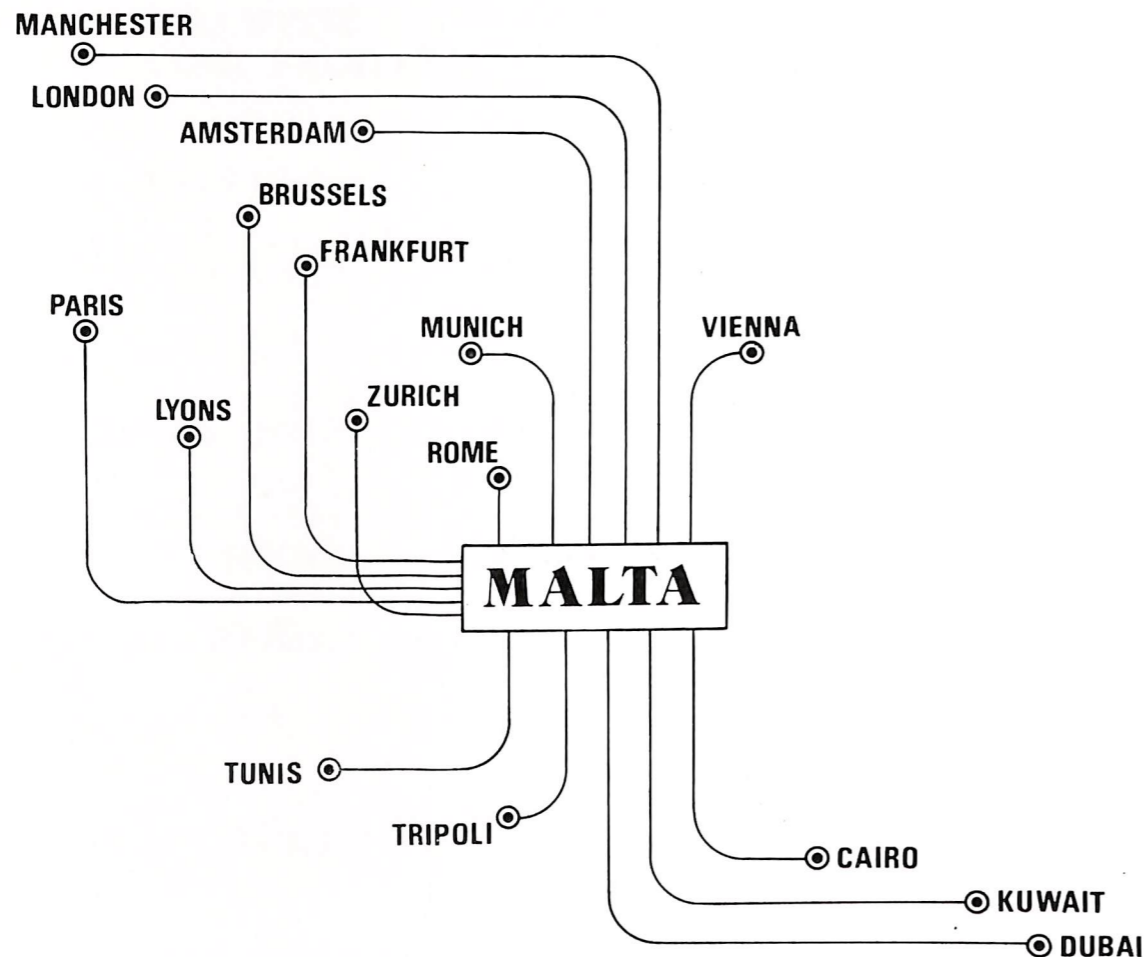 MANCHESTER
LONDON
AMSTERDAM
BRUSSELS
FRANKFURT
PARIS
MUNICH
VIENNA
ZURICH
LYONS
ROME
MALTA
TUNIS
TRIPOLI
CAIRO
KUWAIT
DUBAI